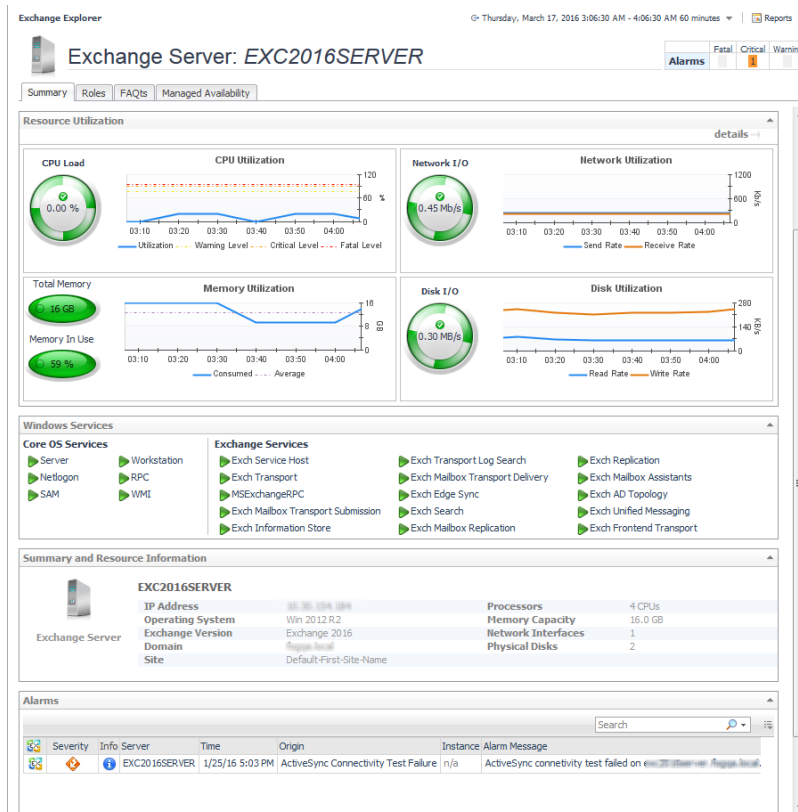 Exchange Explorer
Thursday, March 17, 2016 3:06:30 AM - 4:06:30 AM 60 minutes Reports
Exchange Server: EXC2016SERVER
Fatal Critical Warnin
Alarms 1
Summary Roles FAQts Managed Availability
Resource Utilization
details
CPU Load
0.00 %
CPU Utilization
120
60 %
0
03:10 03:20 03:30 03:40 03:50 04:00
Utilization Warning Level Critical Level Fatal Level
Network I/O
0.45 Mb/s
Network Utilization
1200
600 Kb/s
0
03:10 03:20 03:30 03:40 03:50 04:00
Send Rate Receive Rate
Total Memory
16 GB
Memory In Use
59 %
Memory Utilization
16
8 GB
0
03:10 03:20 03:30 03:40 03:50 04:00
Consumed Average
Disk I/O
0.30 MB/s
Disk Utilization
280
140 KB/s
0
03:10 03:20 03:30 03:40 03:50 04:00
Read Rate Write Rate
Windows Services
Core OS Services Exchange Services
Server Workstation Exch Service Host Exch Transport Log Search Exch Replication
Netlogon RPC Exch Transport Exch Mailbox Transport Delivery Exch Mailbox Assistants
SAM WMI MSExchangeRPC Exch Edge Sync Exch AD Topology
Exch Mailbox Transport Submission Exch Search Exch Unified Messaging
Exch Information Store Exch Mailbox Replication Exch Frontend Transport
Summary and Resource Information
Exchange Server
EXC2016SERVER
IP Address Processors 4 CPUs
Operating System Win 2012 R2 Memory Capacity 16.0 GB
Exchange Version Exchange 2016 Network Interfaces 1
Domain Physical Disks 2
Site Default-First-Site-Name
Alarms
Search
Severity Info Server Time Origin Instance Alarm Message
EXC2016SERVER 1/25/16 5:03 PM ActiveSync Connectivity Test Failure n/a ActiveSync connetivity test failed on